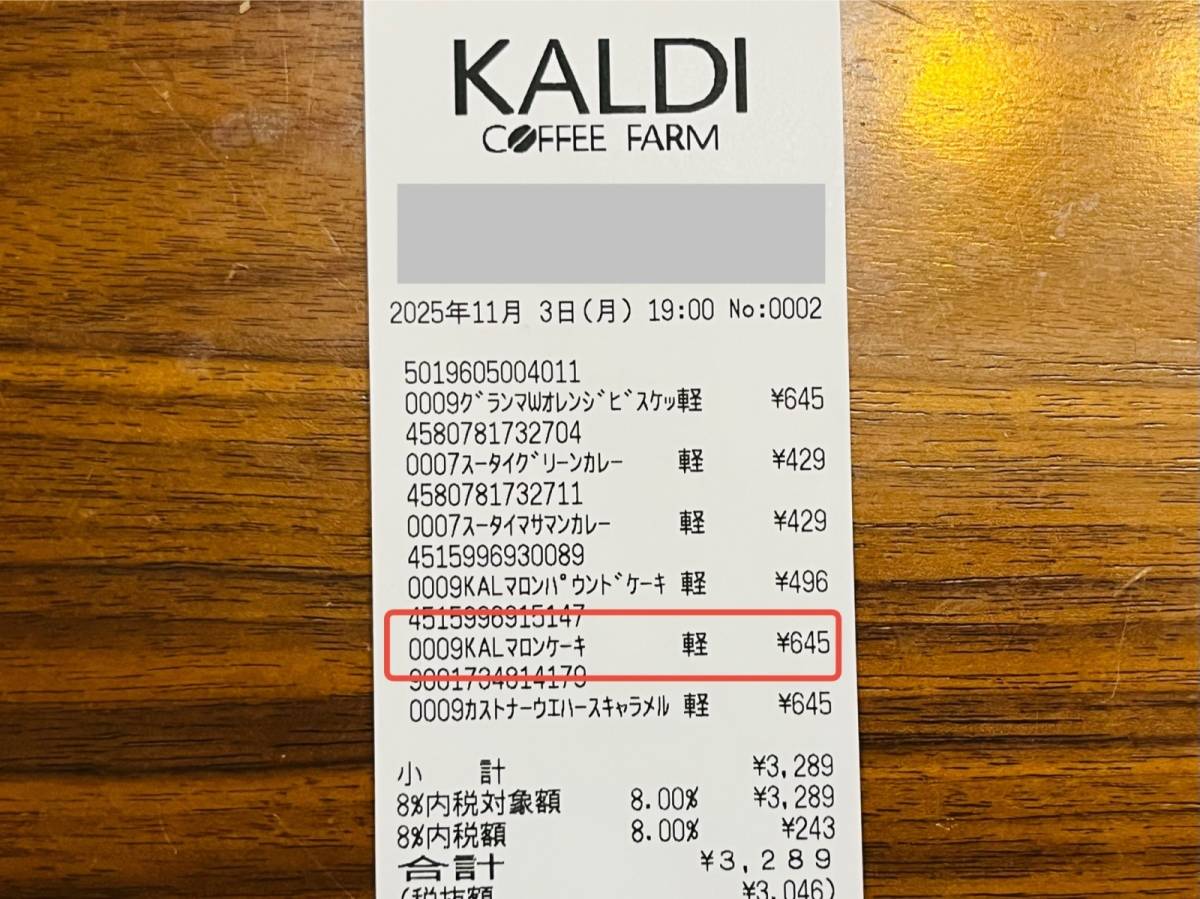 KALDI
COFFEE FARM
2025年11月 3日(月) 19:00 No:0002
5019605004011
0009グランマWオレンジビスケッ軽 ¥645
4580781732704
0007スータイグリーンカレー 軽 ¥429
4580781732711
0007スータイマサマンカレー 軽 ¥429
4515996930089
0009KALマロンパウンドケーキ 軽 ¥496
4515996915147
0009KALマロンケーキ 軽 ¥645
9001734814179
0009カストナーウエハースキャラメル 軽 ¥645
小 計 ¥3,289
8%内税対象額 8.00% ¥3,289
8%内税額 8.00% ¥243
合計 ¥3,289
(税抜額 ¥3,046)